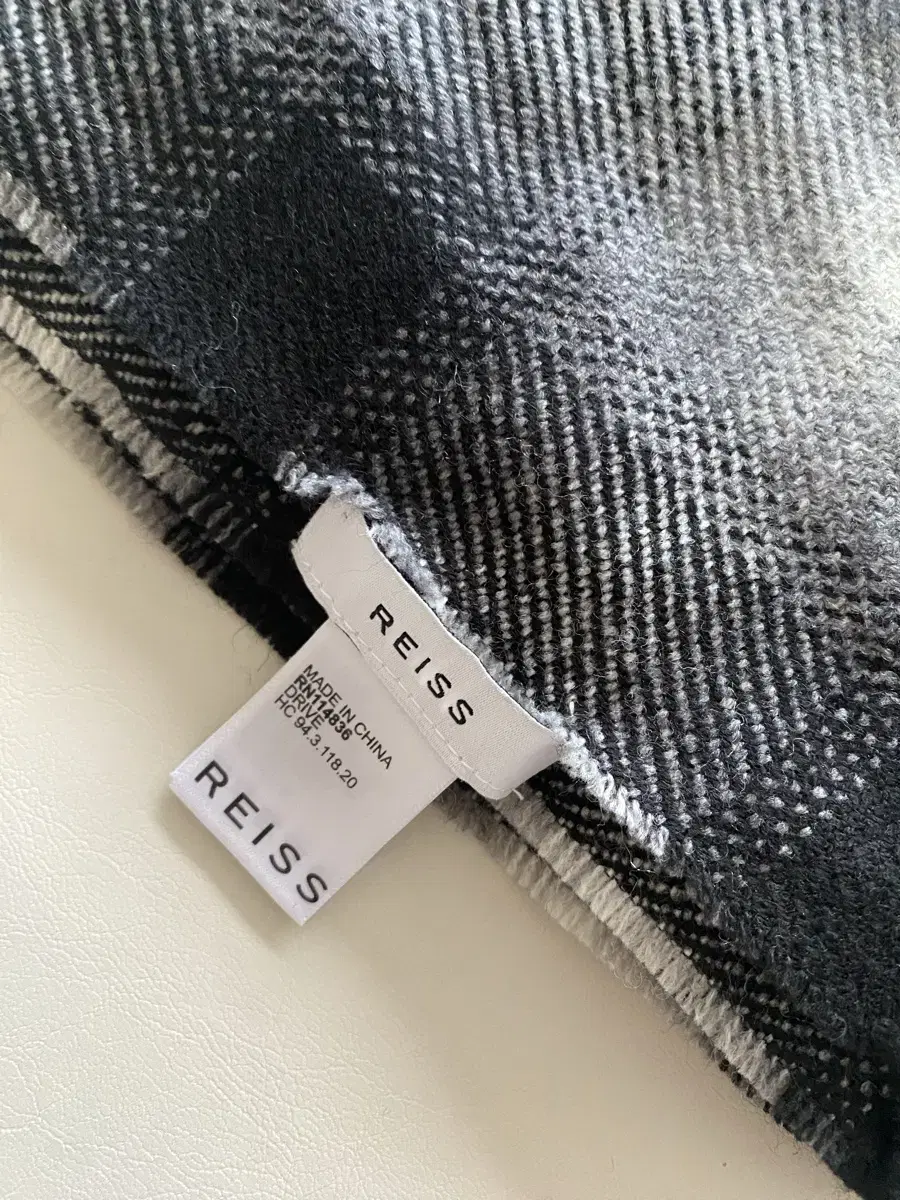 REISS
MADE IN CHINA
RN114836
DRIVE
HC 94.3.118.20
REISS